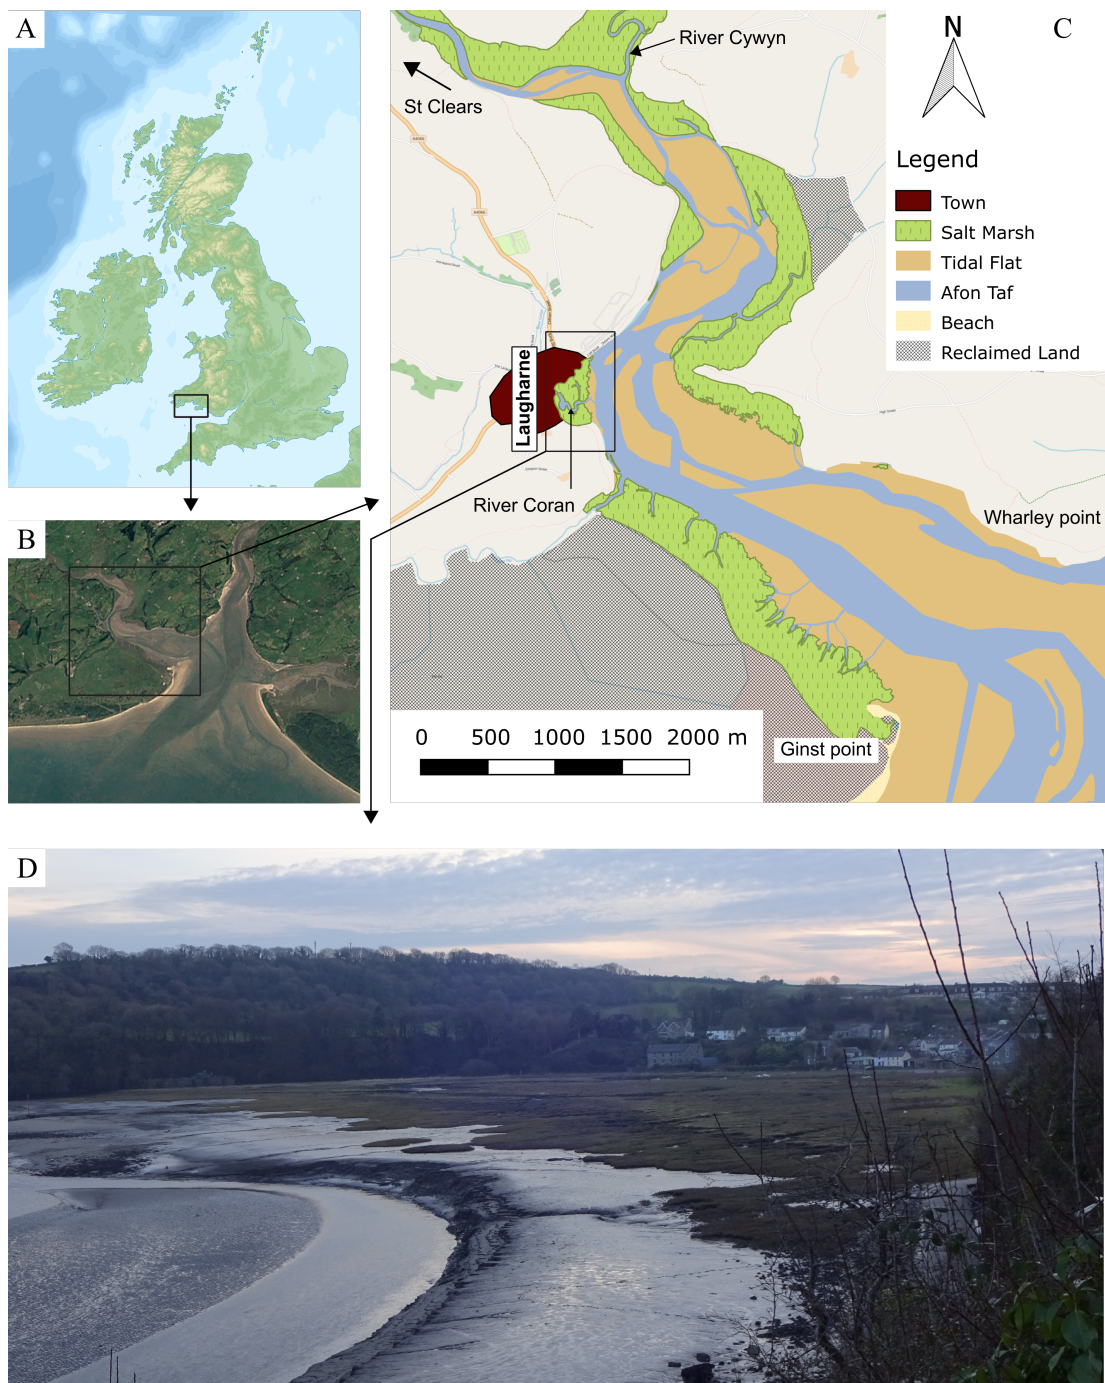 A
B
C
N
River Cywyn
St Clears
Legend
Town
Salt Marsh
Tidal Flat
Afon Taf
Beach
Reclaimed Land
Laugharne
River Coran
Wharley point
0 500 1000 1500 2000 m
Ginst point
D